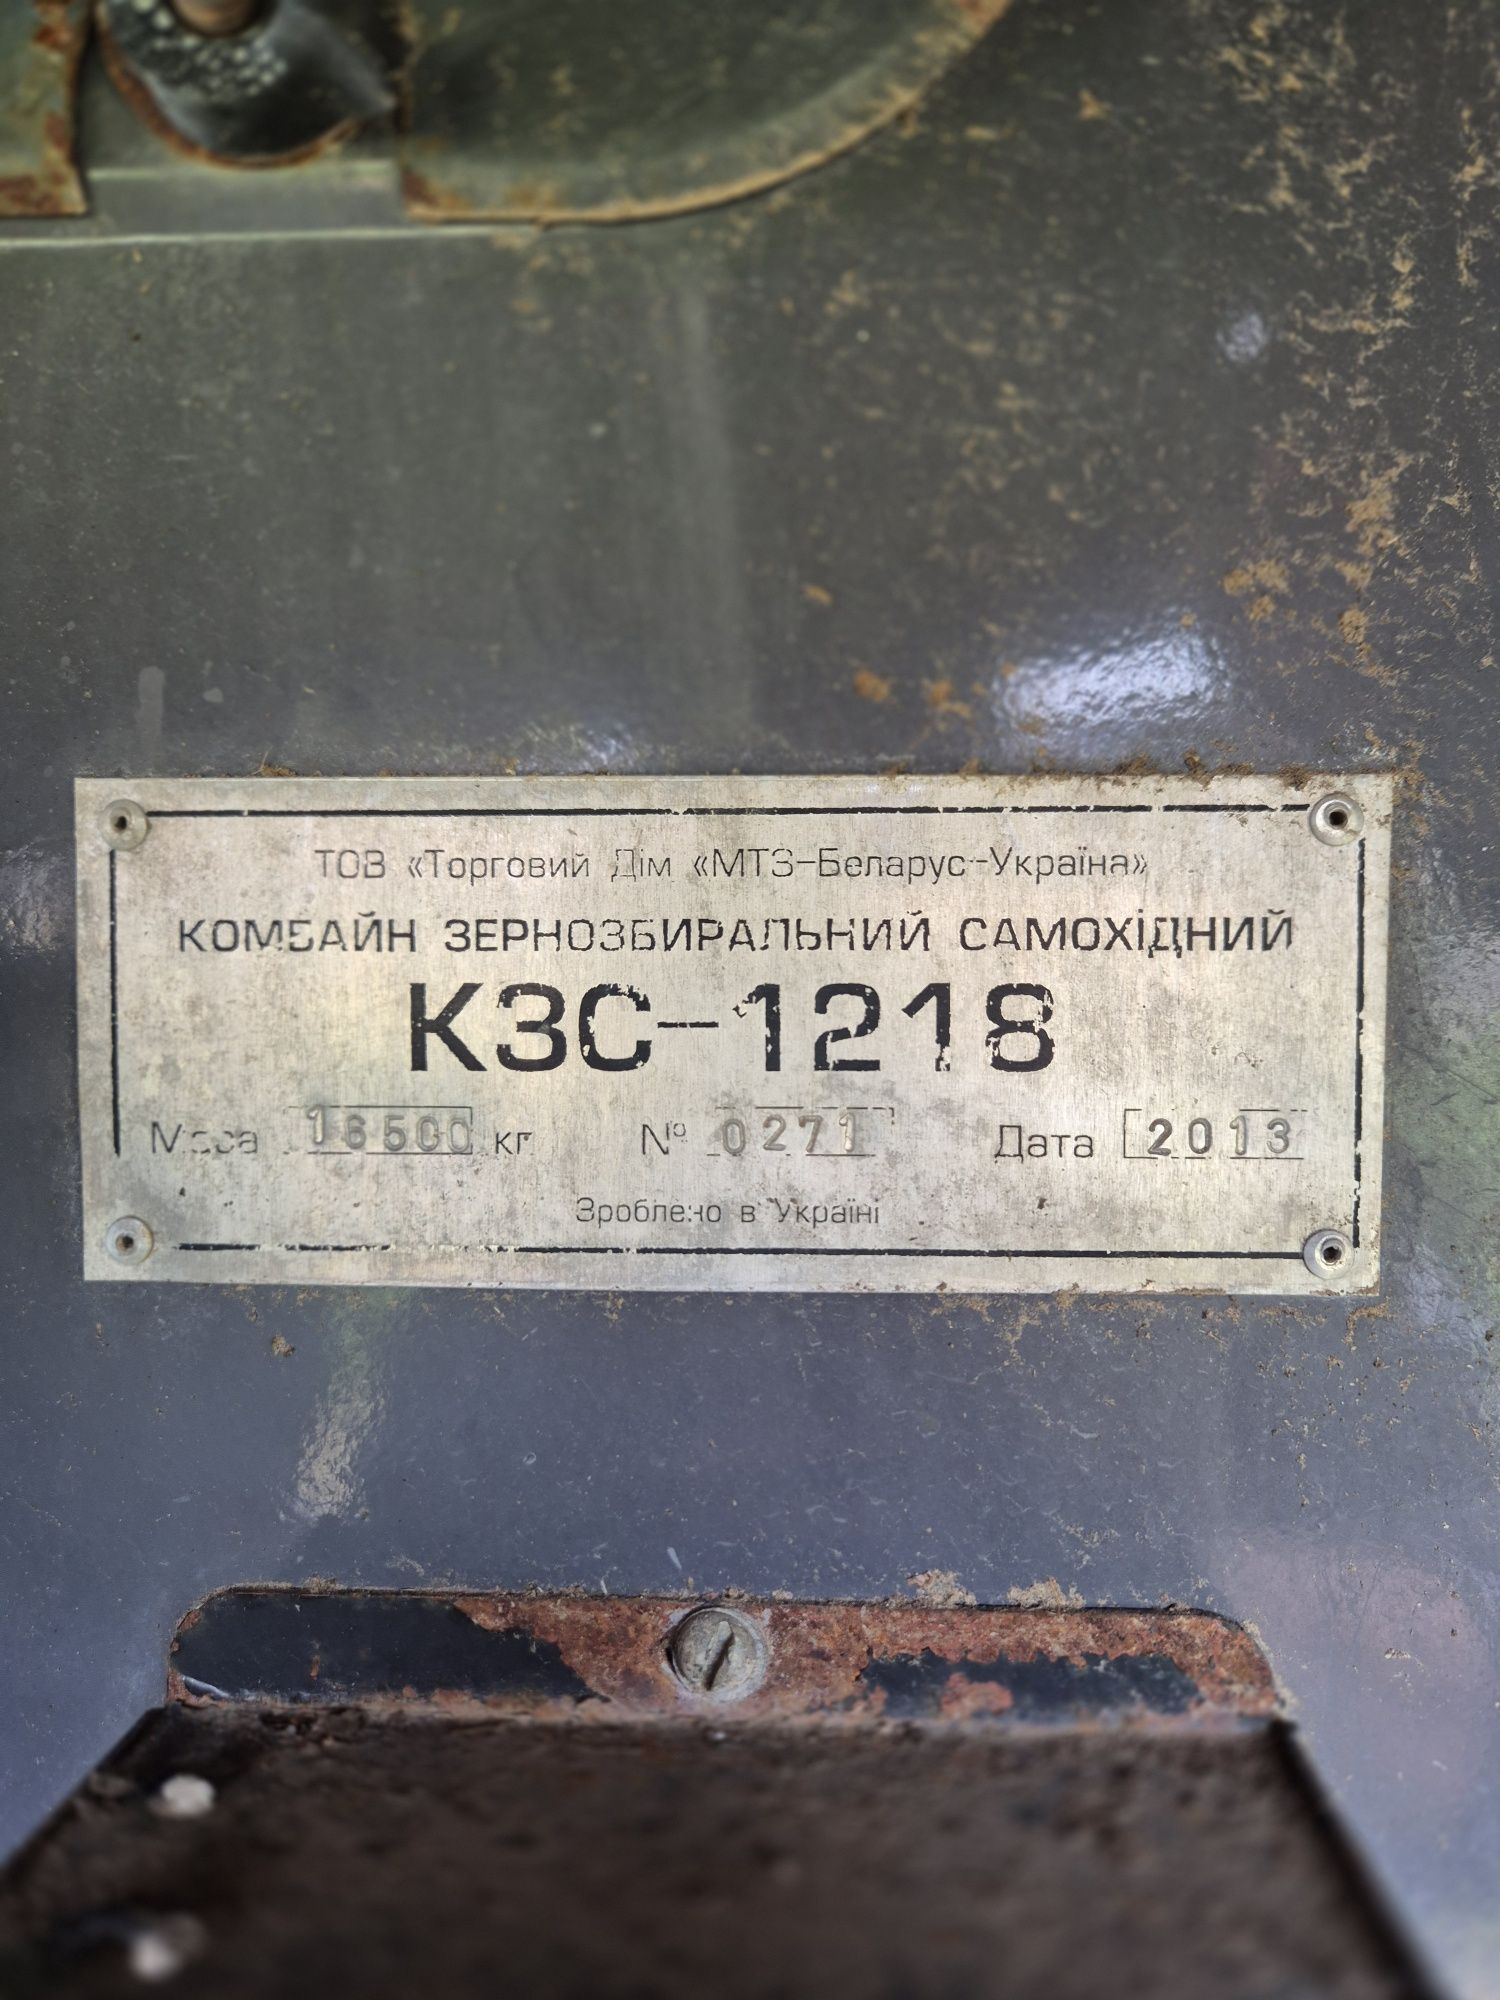 ТОВ «Торговий Дім «МТЗ-Беларус-Україна»
КОМБАЙН ЗЕРНОЗБИРАЛЬНИЙ САМОХІДНИЙ
КЗС-1218
Маса 16500 кг № 0271 Дата 2013
Зроблено в Україні